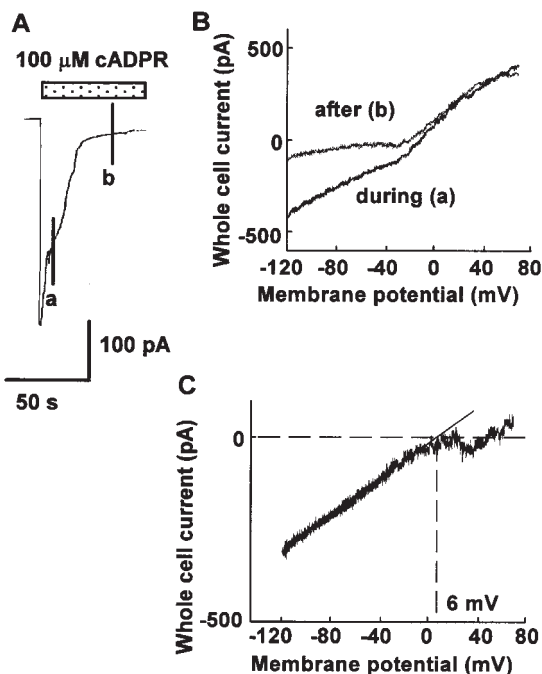 A
100 μM cADPR
a
b
100 pA
50 s
B
Whole cell current (pA)
500
0
-500
after (b)
during (a)
-120 -80 -40 0 40 80
Membrane potential (mV)
C
Whole cell current (pA)
0
-500
6 mV
-120 -80 -40 0 40 80
Membrane potential (mV)